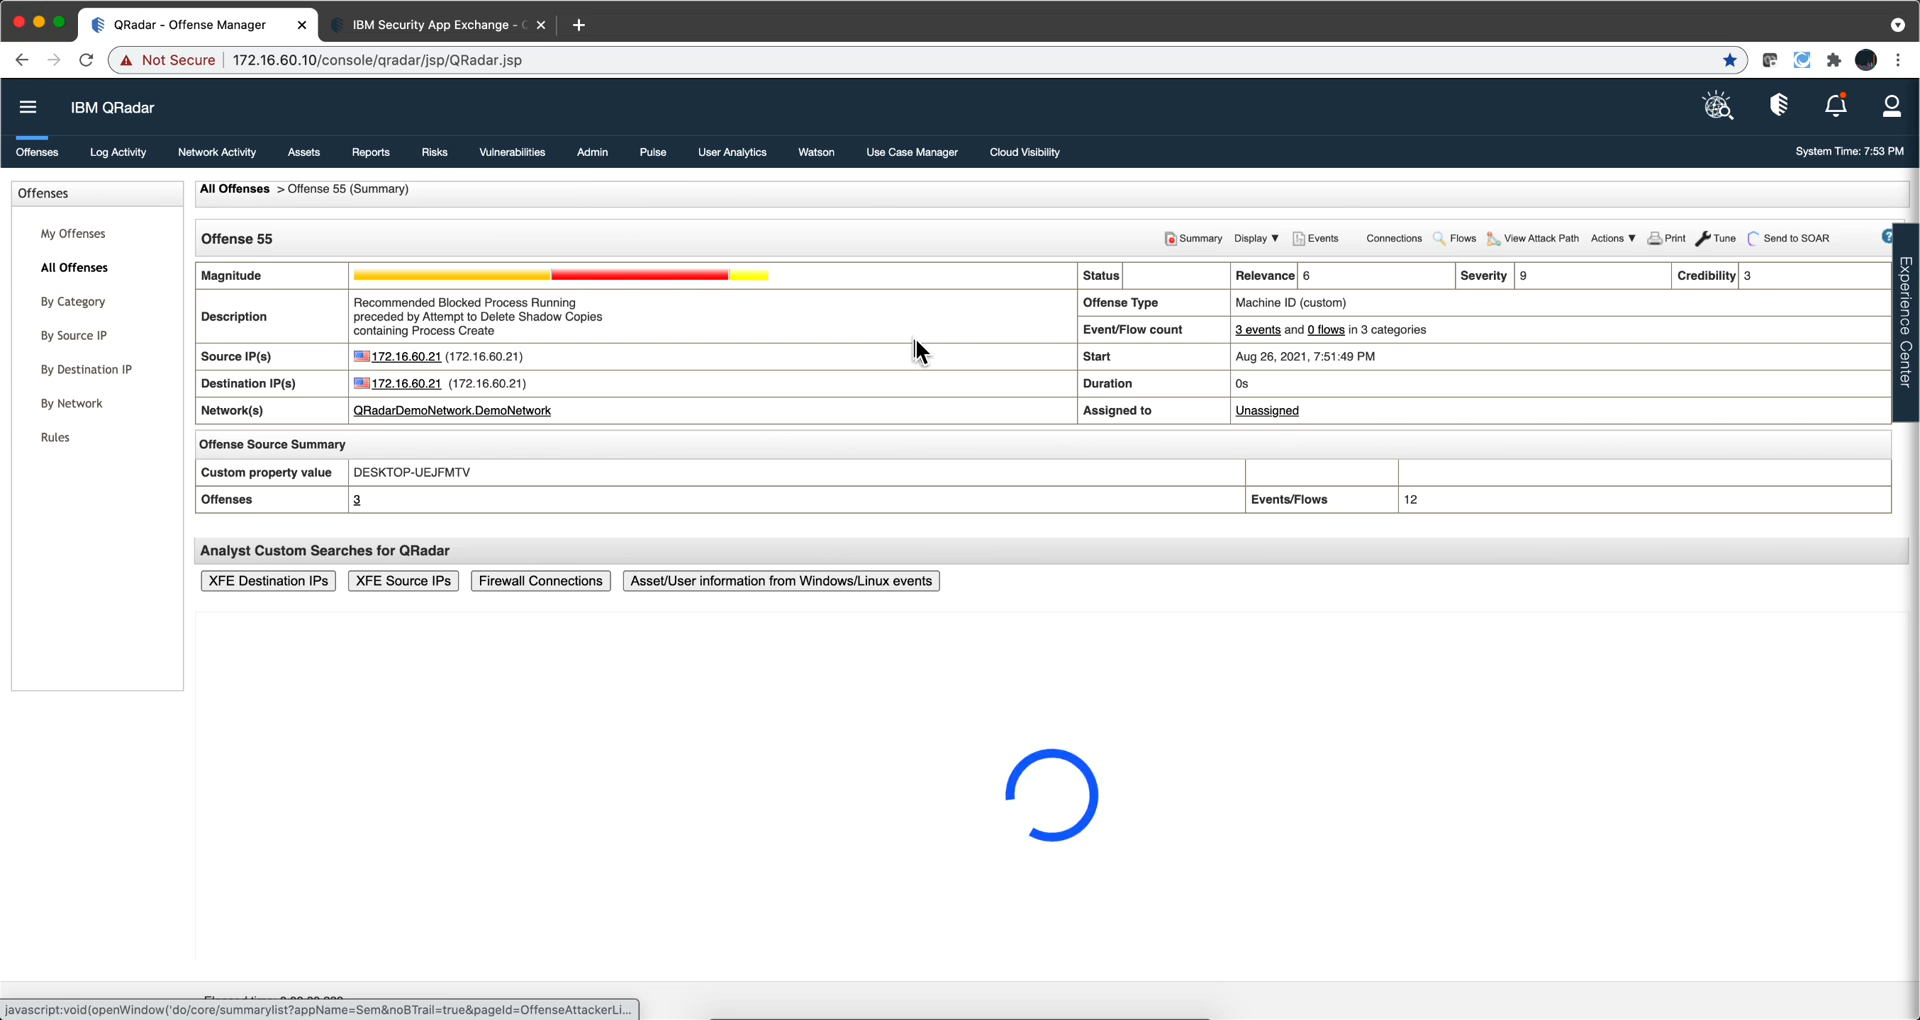 QRadar - Offense Manager
IBM Security App Exchange -
Not Secure 172.16.60.10/console/qradar/jsp/QRadar.jsp
IBM QRadar
Offenses Log Activity Network Activity Assets Reports Risks Vulnerabilities Admin Pulse User Analytics Watson Use Case Manager Cloud Visibility System Time: 7:53 PM
Offenses
My Offenses
All Offenses
By Category
By Source IP
By Destination IP
By Network
Rules
All Offenses > Offense 55 (Summary)
Offense 55 Summary Display ▼ Events Connections Flows View Attack Path Actions ▼ Print Tune Send to SOAR ?
Experience Center
Magnitude Status Relevance 6 Severity 9 Credibility 3
Description
Recommended Blocked Process Running
preceded by Attempt to Delete Shadow Copies
containing Process Create
Offense Type Machine ID (custom)
Event/Flow count 3 events and 0 flows in 3 categories
Source IP(s) 172.16.60.21 (172.16.60.21) Start Aug 26, 2021, 7:51:49 PM
Destination IP(s) 172.16.60.21 (172.16.60.21) Duration 0s
Network(s) QRadarDemoNetwork.DemoNetwork Assigned to Unassigned
Offense Source Summary
Custom property value DESKTOP-UEJFMTV
Offenses 3 Events/Flows 12
Analyst Custom Searches for QRadar
XFE Destination IPs XFE Source IPs Firewall Connections Asset/User information from Windows/Linux events
javascript:void(openWindow('do/core/summarylist?appName=Sem&noBTrail=true&pageId=OffenseAttackerLi...